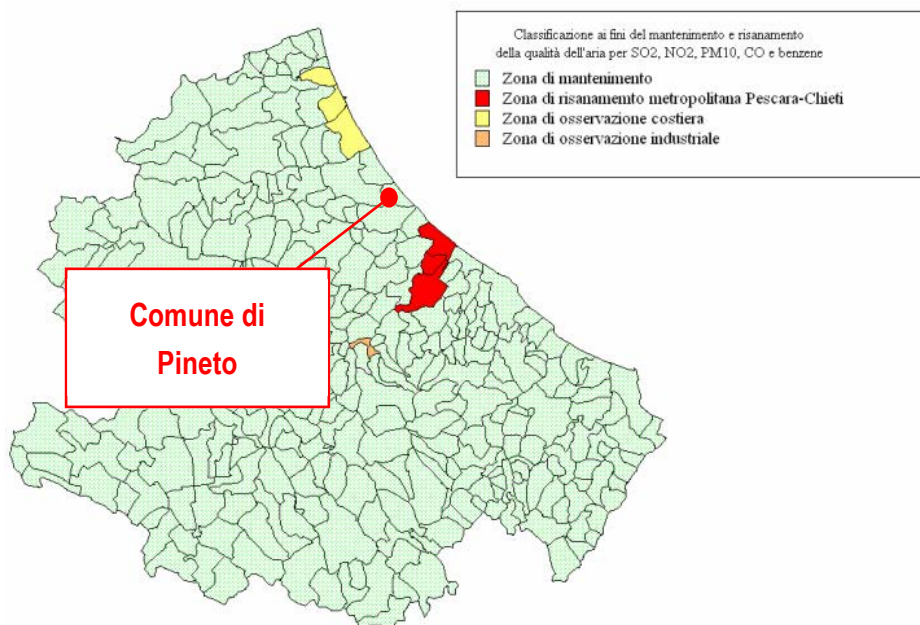 Classificazione ai fini del mantenimento e risanamento
della qualità dell'aria per SO2, NO2, PM10, CO e benzene
Zona di mantenimento
Zona di risanamemto metropolitana Pescara-Chieti
Zona di osservazione costiera
Zona di osservazione industriale
Comune di
Pineto